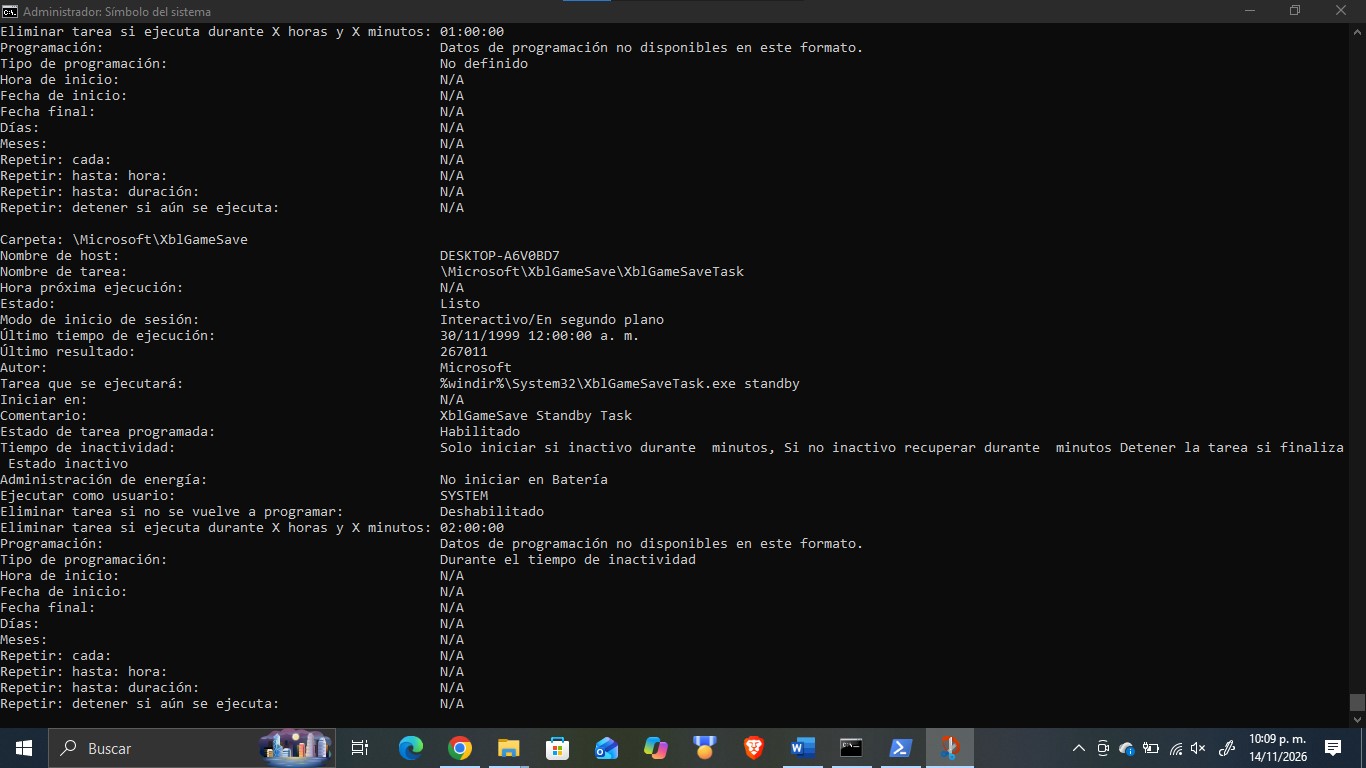 Administrador: Símbolo del sistema
Eliminar tarea si ejecuta durante X horas y X minutos: 01:00:00
Programación: Datos de programación no disponibles en este formato.
Tipo de programación: No definido
Hora de inicio: N/A
Fecha de inicio: N/A
Fecha final: N/A
Días: N/A
Meses: N/A
Repetir: cada: N/A
Repetir: hasta: hora: N/A
Repetir: hasta: duración: N/A
Repetir: detener si aún se ejecuta: N/A
Carpeta: \Microsoft\XblGameSave
Nombre de host: DESKTOP-A6V0BD7
Nombre de tarea: \Microsoft\XblGameSave\XblGameSaveTask
Hora próxima ejecución: N/A
Estado: Listo
Modo de inicio de sesión: Interactivo/En segundo plano
Último tiempo de ejecución: 30/11/1999 12:00:00 a. m.
Último resultado: 267011
Autor: Microsoft
Tarea que se ejecutará: %windir%\System32\XblGameSaveTask.exe standby
Iniciar en: N/A
Comentario: XblGameSave Standby Task
Estado de tarea programada: Habilitado
Tiempo de inactividad: Solo iniciar si inactivo durante  minutos, Si no inactivo recuperar durante  minutos Detener la tarea si finaliza
Estado inactivo
Administración de energía: No iniciar en Batería
Ejecutar como usuario: SYSTEM
Eliminar tarea si no se vuelve a programar: Deshabilitado
Eliminar tarea si ejecuta durante X horas y X minutos: 02:00:00
Programación: Datos de programación no disponibles en este formato.
Tipo de programación: Durante el tiempo de inactividad
Hora de inicio: N/A
Fecha de inicio: N/A
Fecha final: N/A
Días: N/A
Meses: N/A
Repetir: cada: N/A
Repetir: hasta: hora: N/A
Repetir: hasta: duración: N/A
Repetir: detener si aún se ejecuta: N/A
Buscar
10:09 p. m.
14/11/2026